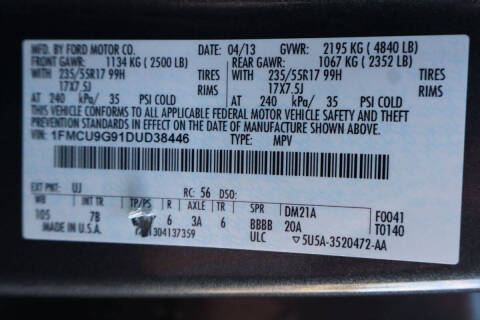 MFD. BY FORD MOTOR CO.
DATE: 04/13 GVWR: 2195 KG ( 4840 LB)
FRONT GAWR: 1134 KG ( 2500 LB) REAR GAWR: 1067 KG ( 2352 LB)
WITH 235/55R17 99H TIRES WITH 235/55R17 99H TIRES
17X7.5J RIMS 17X7.5J RIMS
AT 240 kPa/ 35 PSI COLD AT 240 kPa/ 35 PSI COLD
THIS VEHICLE CONFORMS TO ALL APPLICABLE FEDERAL MOTOR VEHICLE SAFETY AND THEFT
PREVENTION STANDARDS IN EFFECT ON THE DATE OF MANUFACTURE SHOWN ABOVE.
VIN: 1FMCU9G91DUD38446 TYPE: MPV
EXT PNT: UJ RC: 56 DSO:
WB INT TR TP/PS R AXLE TR SPR DM21A F0041
105 7B 7 6 3A 6 BBBB 20A T0140
MADE IN U.S.A. 1304137359 ULC 5U5A-3520472-AA